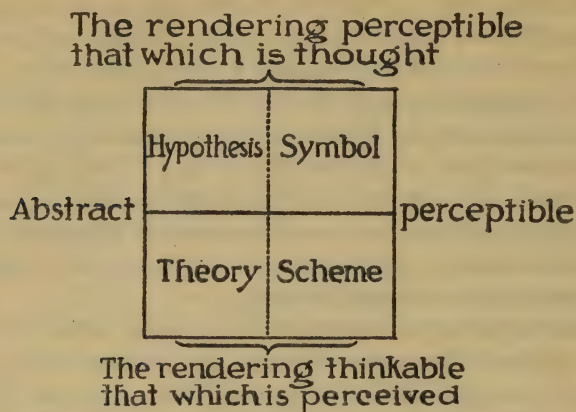 The rendering perceptible
that which is thought
Hypothesis Symbol
Abstract perceptible
Theory Scheme
The rendering thinkable
that which is perceived